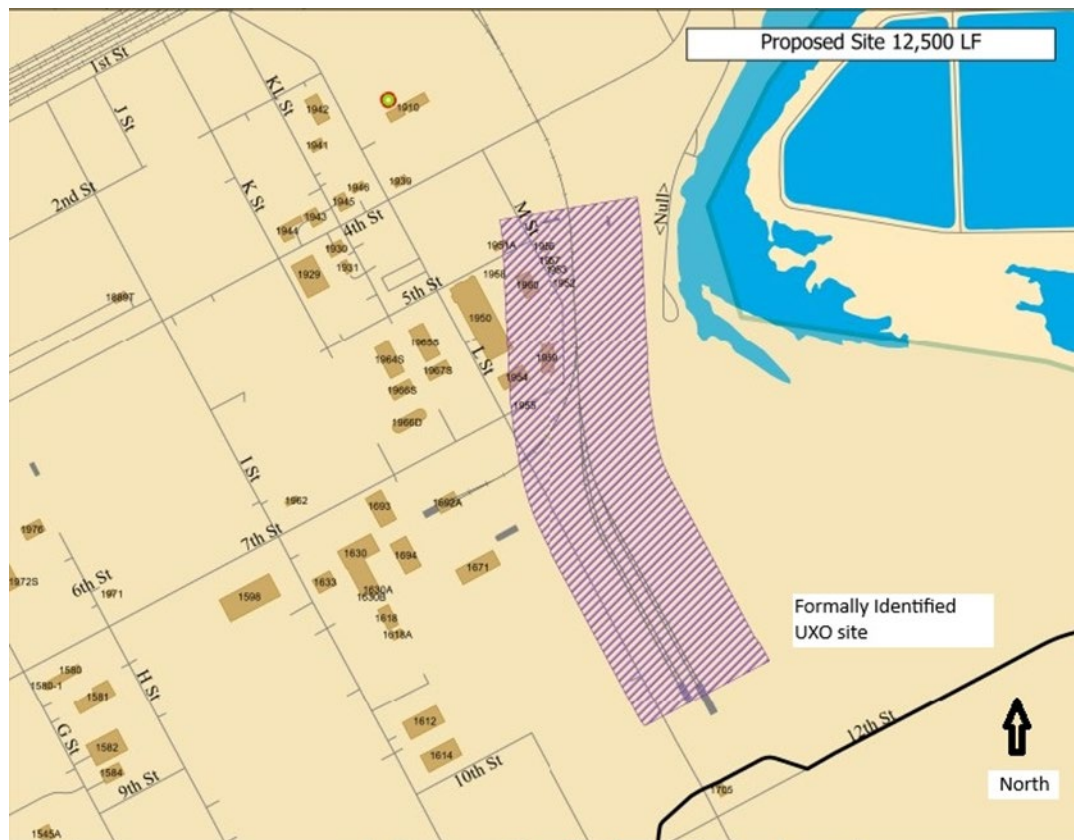 Proposed Site 12,500 LF
1st St
KL St
1942
1910
J St
1941
2nd St
K St
1946
1939
1945
<Null>
M St
1943
4th St
1944
1951A
1930
1957
1931
1953
1929
1958
1952
1960
5th St
1950
L St
1964S
1959
1967S
1954
1966S
1955
1966D
I St
1962
1692A
1693
1976
7th St
1630
1694
1972S
6th St
1971
1598
1633
1630A
1630B
1671
1618
1618A
Formally Identified
UXO site
1580
1580-1
H St
1581
G St
1612
1582
1614
12th St
1584
9th St
10th St
North
1705
1545A